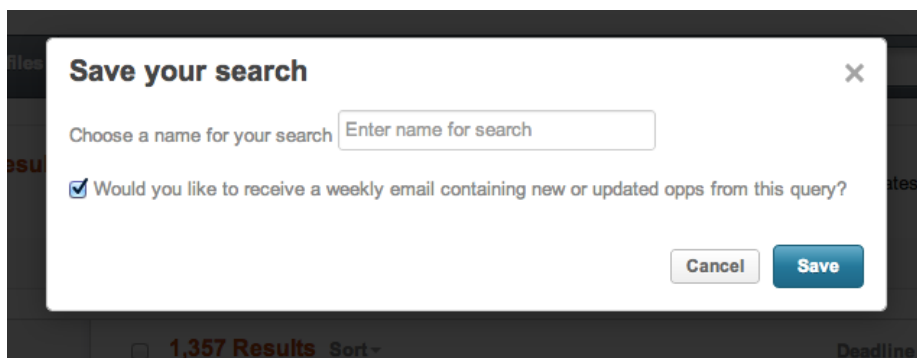 files
Save your search
×
Choose a name for your search Enter name for search
Would you like to receive a weekly email containing new or updated opps from this query?
Cancel Save
1,357 Results Sort
Deadline